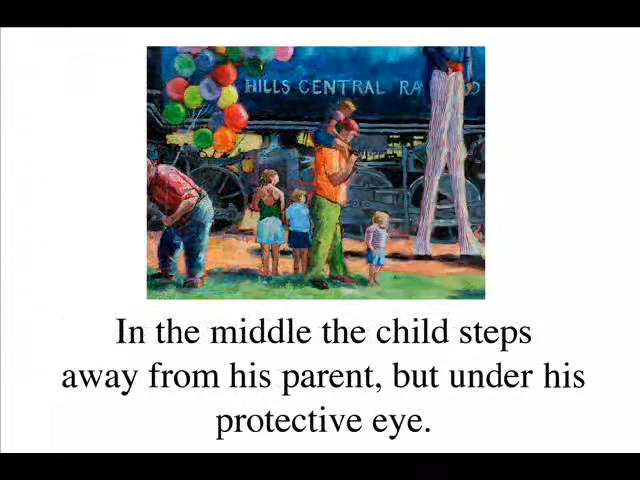 HILLS CENTRAL RA D
In the middle the child steps
away from his parent, but under his
protective eye.